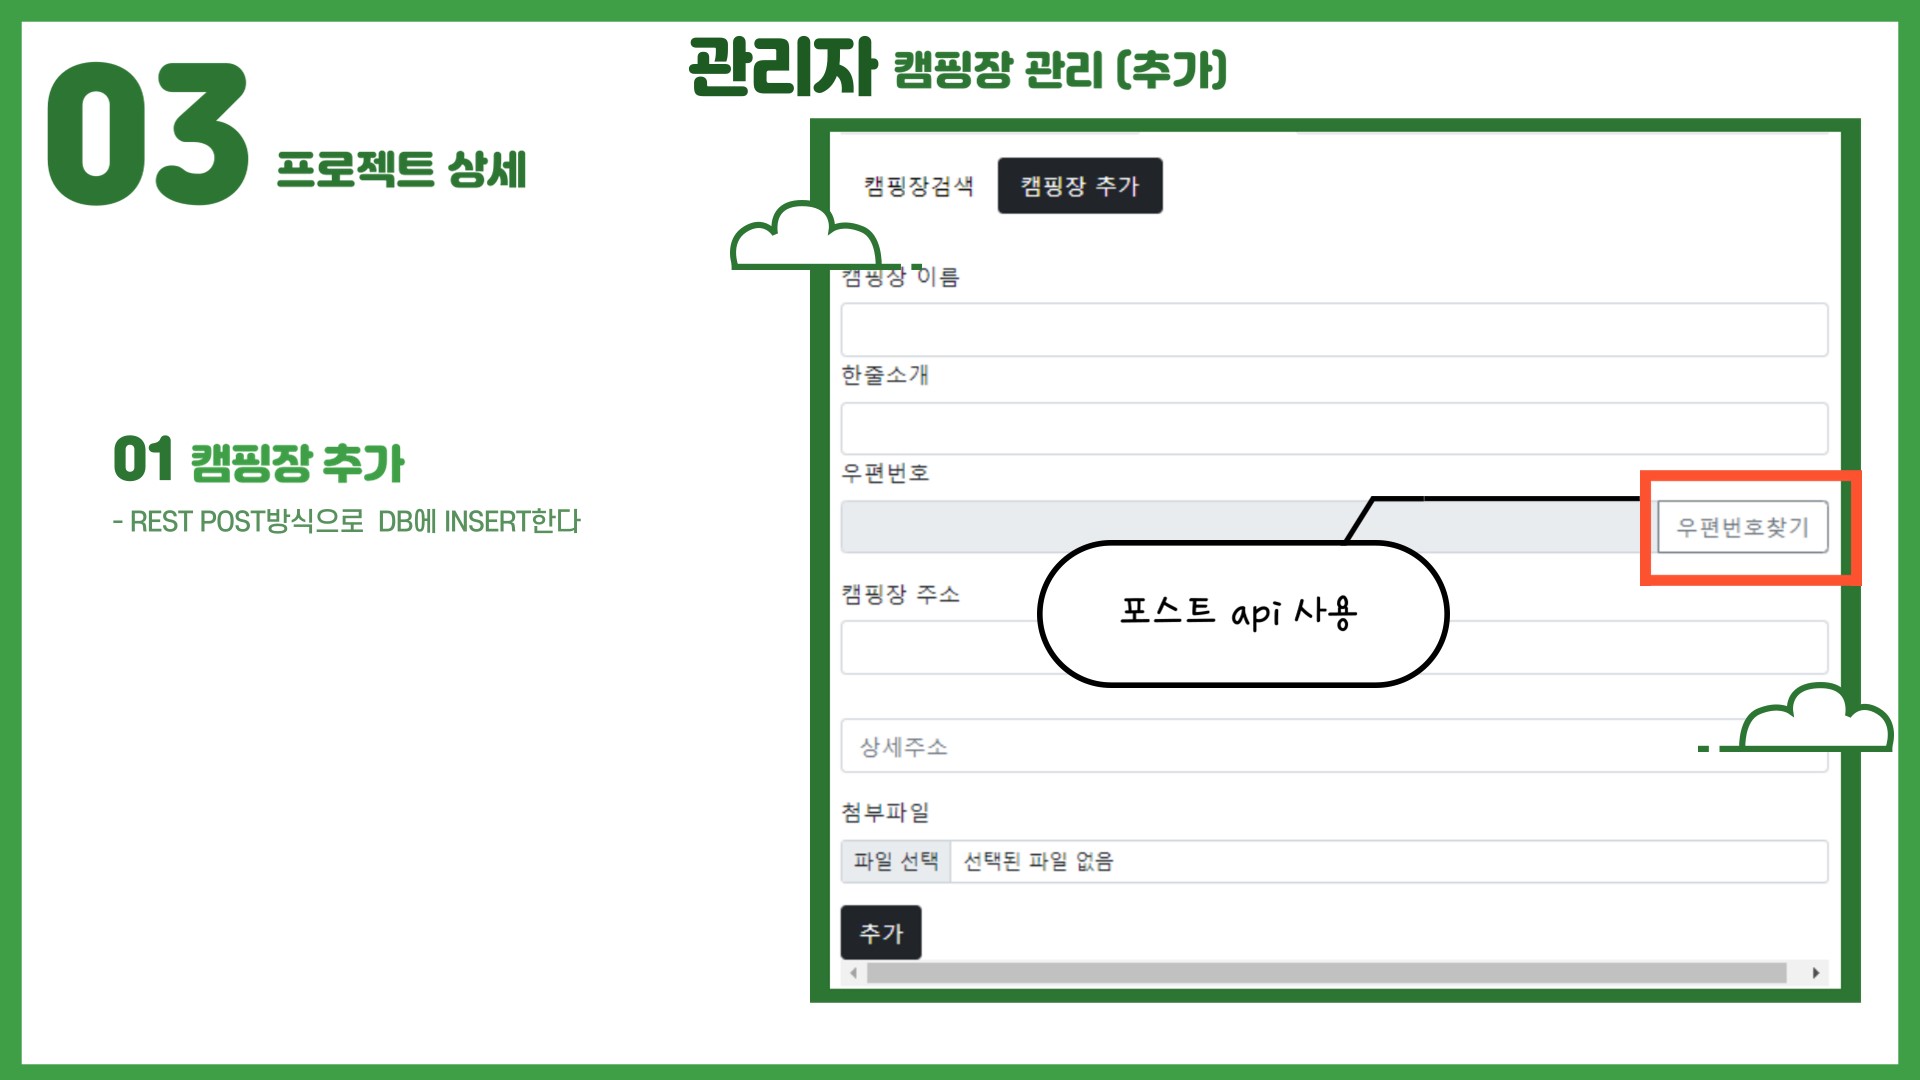 관리자 캠핑장 관리 (추가)
03 프로젝트 상세
01 캠핑장 추가
- REST POST방식으로 DB에 INSERT한다
캠핑장검색 캠핑장 추가
캠핑장 이름
한줄소개
우편번호
우편번호찾기
포스트 api 사용
캠핑장 주소
상세주소
첨부파일
파일 선택 선택된 파일 없음
추가